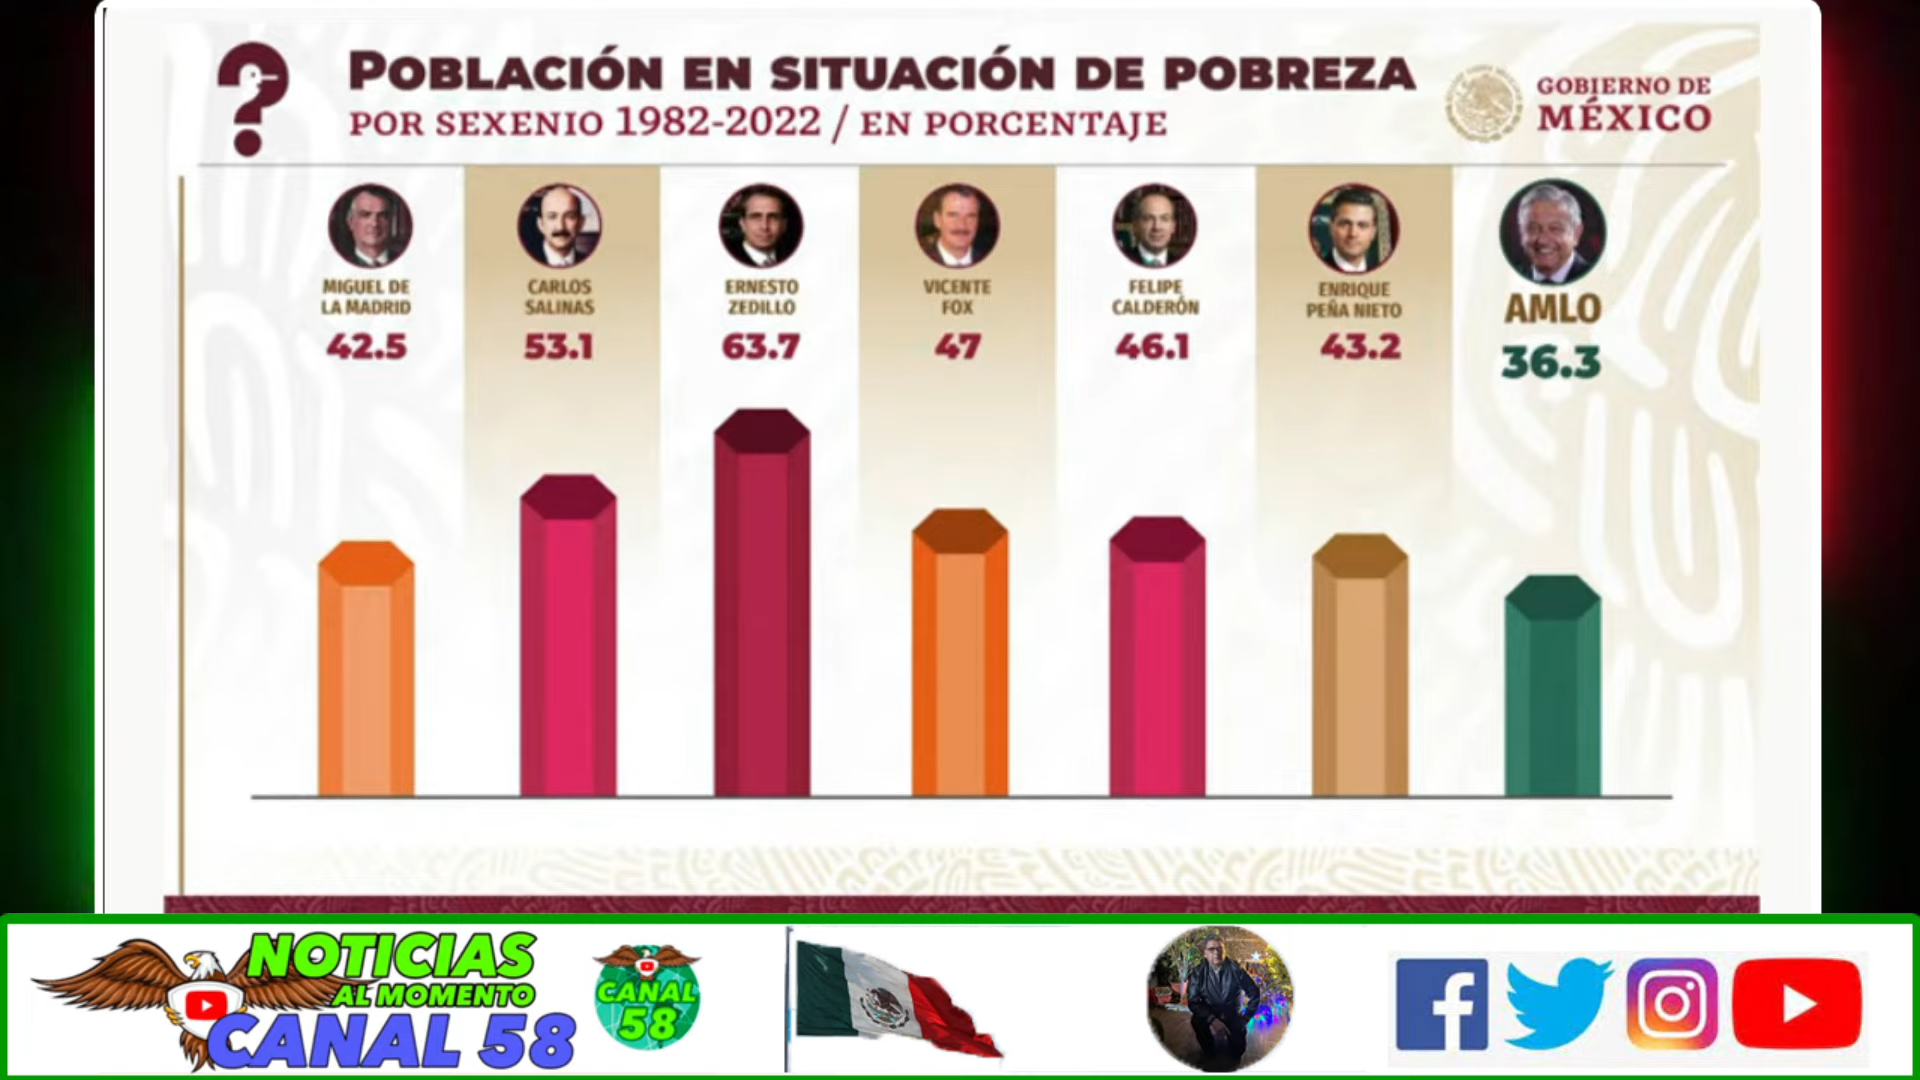 POBLACIÓN EN SITUACIÓN DE POBREZA
POR SEXENIO 1982-2022 / EN PORCENTAJE
GOBIERNO DE
MÉXICO
MIGUEL DE
LA MADRID
42.5
CARLOS
SALINAS
53.1
ERNESTO
ZEDILLO
63.7
VICENTE
FOX
47
FELIPE
CALDERÓN
46.1
ENRIQUE
PEÑA NIETO
43.2
AMLO
36.3
NOTICIAS
AL MOMENTO
CANAL 58
CANAL
58